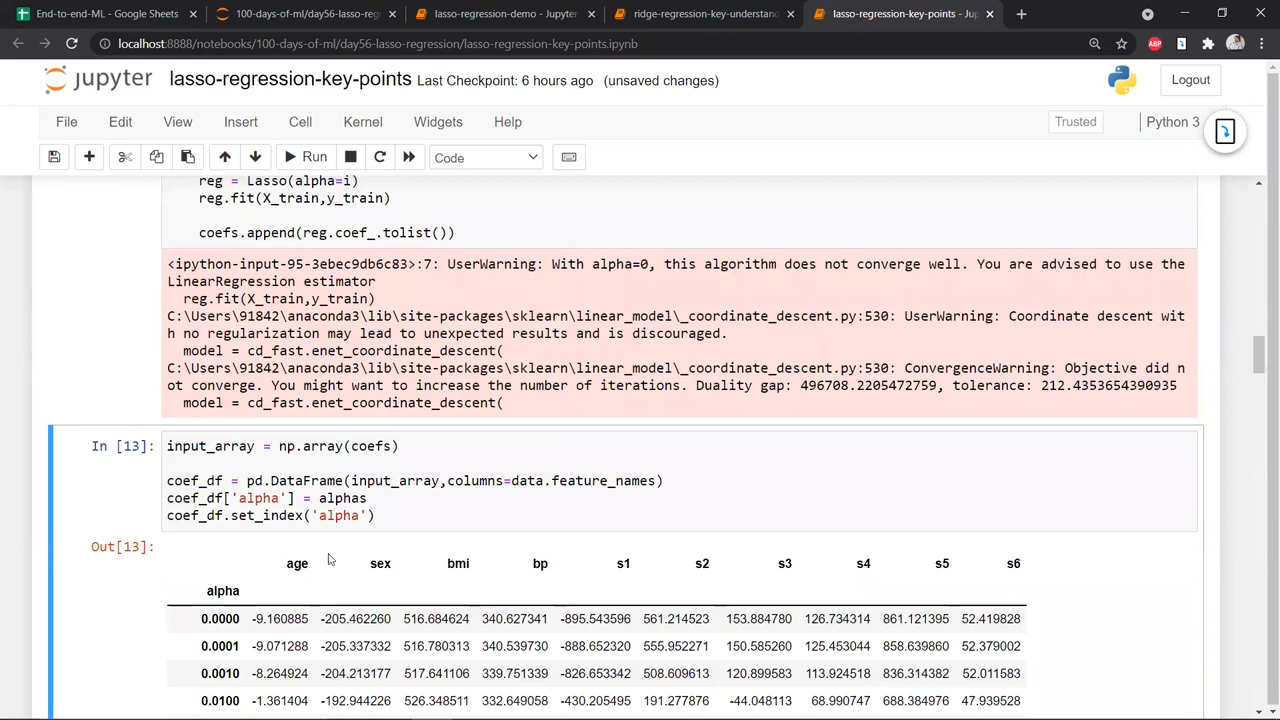 End-to-end-ML - Google Sheets
100-days-of-ml/day56-lasso-regr
lasso-regression-demo - Jupyter
ridge-regression-key-understan
lasso-regression-key-points - Jup
localhost:8888/notebooks/100-days-of-ml/day56-lasso-regression/lasso-regression-key-points.ipynb
ABP
jupyter lasso-regression-key-points Last Checkpoint: 6 hours ago (unsaved changes)
Logout
File Edit View Insert Cell Kernel Widgets Help
Trusted
Python 3
Run
Code
reg = Lasso(alpha=i)
reg.fit(X_train,y_train)
coefs.append(reg.coef_.tolist())
<ipython-input-95-3ebec9db6c83>:7: UserWarning: With alpha=0, this algorithm does not converge well. You are advised to use the
LinearRegression estimator
reg.fit(X_train,y_train)
C:\Users\91842\anaconda3\lib\site-packages\sklearn\linear_model\_coordinate_descent.py:530: UserWarning: Coordinate descent wit
h no regularization may lead to unexpected results and is discouraged.
model = cd_fast.enet_coordinate_descent(
C:\Users\91842\anaconda3\lib\site-packages\sklearn\linear_model\_coordinate_descent.py:530: ConvergenceWarning: Objective did n
ot converge. You might want to increase the number of iterations. Duality gap: 496708.2205472759, tolerance: 212.4353654390935
model = cd_fast.enet_coordinate_descent(
In [13]: input_array = np.array(coefs)
coef_df = pd.DataFrame(input_array,columns=data.feature_names)
coef_df['alpha'] = alphas
coef_df.set_index('alpha')
Out[13]:
age sex bmi bp s1 s2 s3 s4 s5 s6
alpha
0.0000 -9.160885 -205.462260 516.684624 340.627341 -895.543596 561.214523 153.884780 126.734314 861.121395 52.419828
0.0001 -9.071288 -205.337332 516.780313 340.539730 -888.652320 555.952271 150.585260 125.453044 858.639860 52.379002
0.0010 -8.264924 -204.213177 517.641106 339.751339 -826.653342 508.609613 120.899583 113.924518 836.314382 52.011583
0.0100 -1.361404 -192.944226 526.348511 332.649058 -430.205495 191.277876 -44.048113 68.990747 688.384976 47.939528